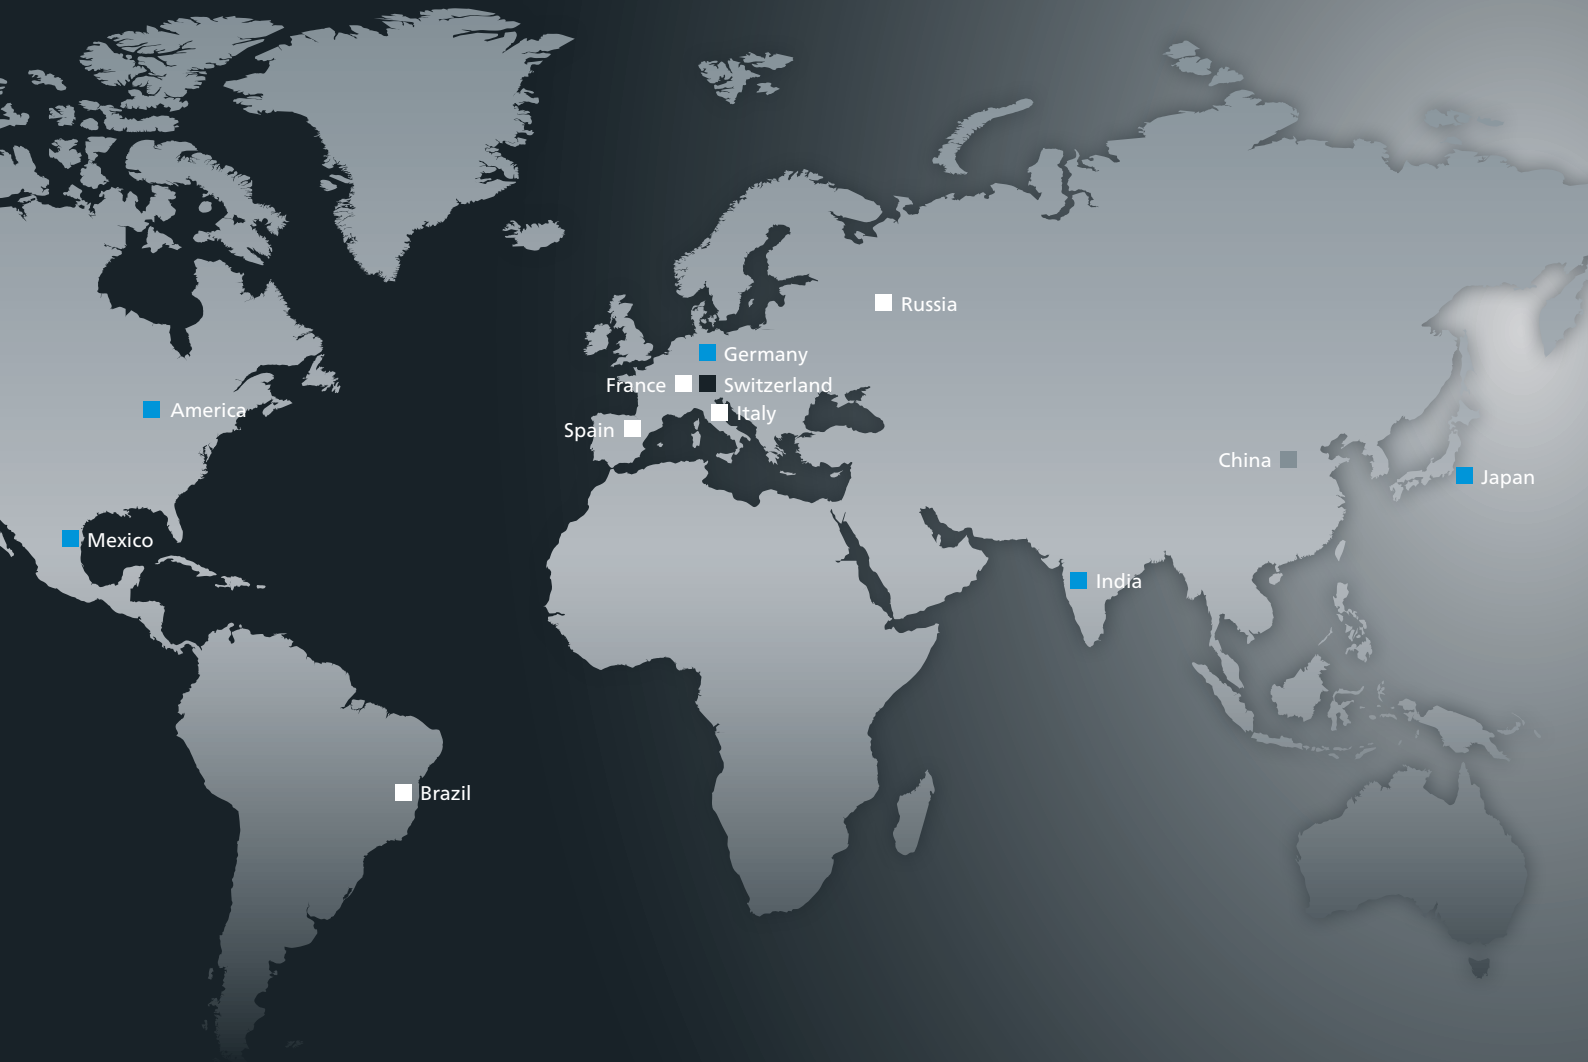 Russia
Germany
France
Switzerland
America
Italy
Spain
China
Japan
Mexico
India
Brazil